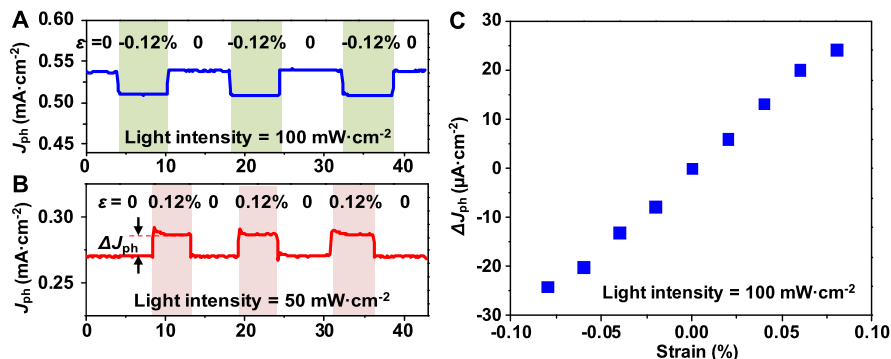 A
ε = 0 -0.12% 0 -0.12% 0 -0.12% 0
0.60
0.55
0.50
0.45
Jph (mA·cm-2)
Light intensity = 100 mW·cm-2
0 10 20 30 40
B
ε = 0 0.12% 0 0.12% 0 0.12% 0
0.30
0.25
Jph (mA·cm-2)
ΔJph
Light intensity = 50 mW·cm-2
0 10 20 30 40
C
30
20
10
0
-10
-20
-30
ΔJph (μA·cm-2)
Light intensity = 100 mW·cm-2
-0.10 -0.05 0.00 0.05 0.10
Strain (%)